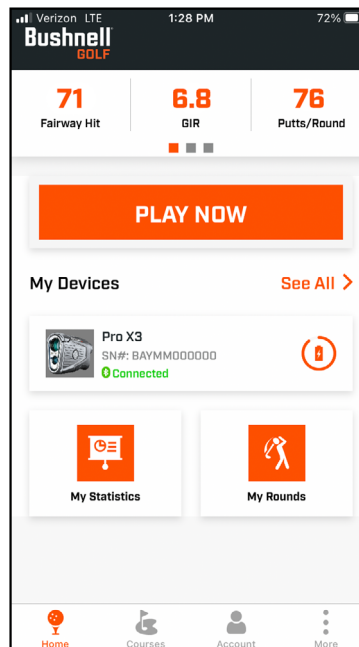 Verizon LTE 1:28 PM 72%
Bushnell
GOLF
71 6.8 76
Fairway Hit GIR Putts/Round
PLAY NOW
My Devices See All
Pro X3
SN#: BAYMM000000
Connected
My Statistics My Rounds
Home Courses Account More